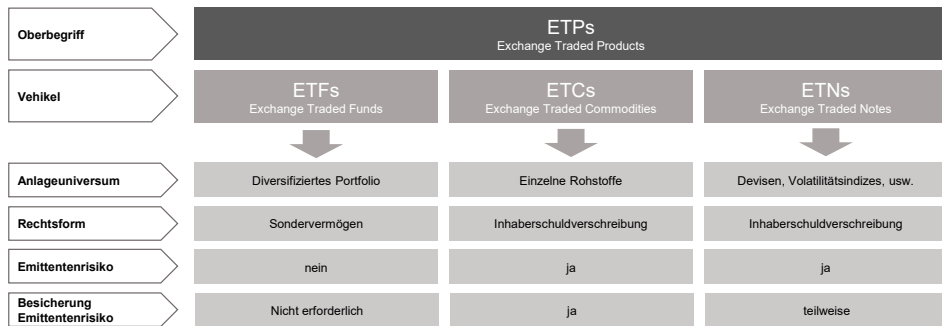 Oberbegriff
ETPs
Exchange Traded Products
Vehikel
ETFs
Exchange Traded Funds
ETCs
Exchange Traded Commodities
ETNs
Exchange Traded Notes
Anlageuniversum
Diversifiziertes Portfolio
Einzelne Rohstoffe
Devisen, Volatilitätsindizes, usw.
Rechtsform
Sondervermögen
Inhaberschuldverschreibung
Inhaberschuldverschreibung
Emittentenrisiko
nein
ja
ja
Besicherung
Emittentenrisiko
Nicht erforderlich
ja
teilweise